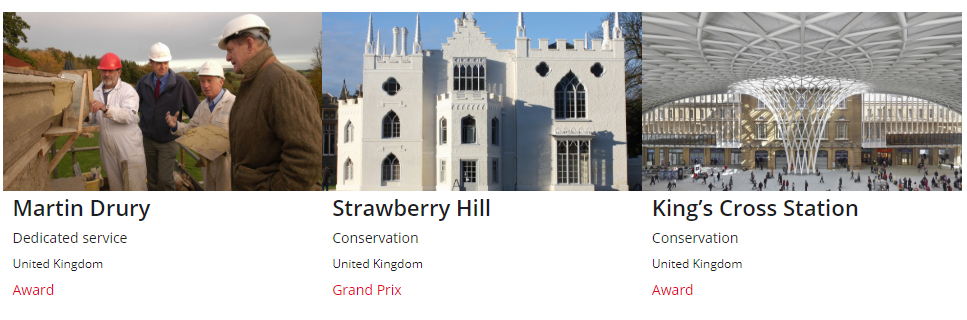 Martin Drury
Dedicated service
United Kingdom
Award
Strawberry Hill
Conservation
United Kingdom
Grand Prix
King’s Cross Station
Conservation
United Kingdom
Award